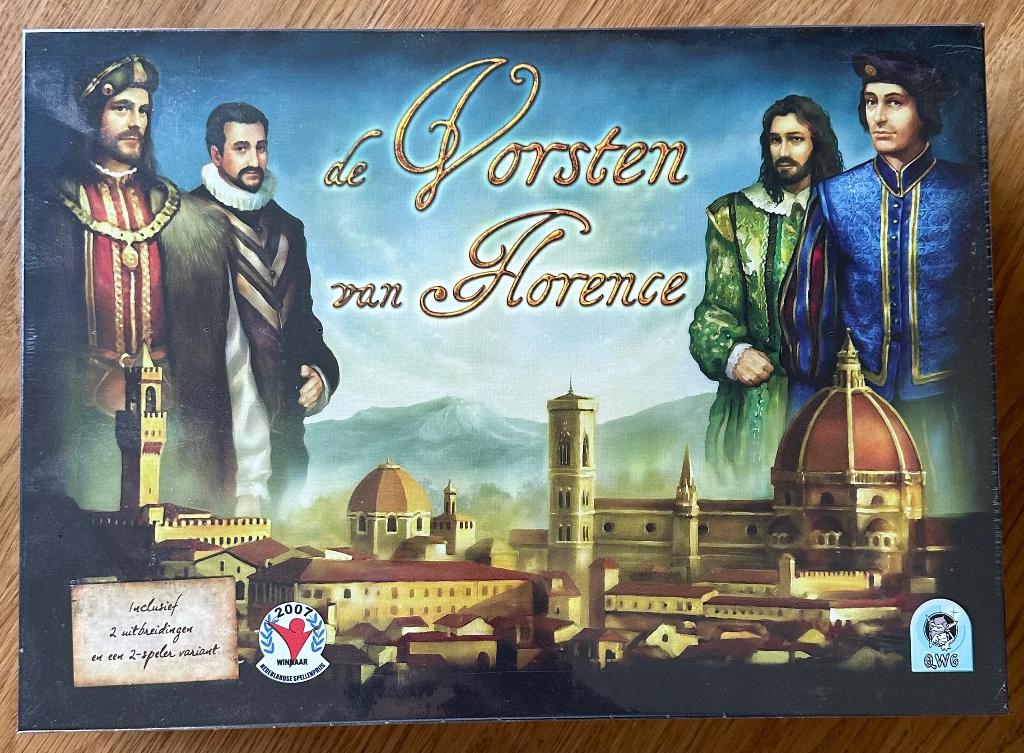 de Vorsten
van Florence
Inclusief
2 uitbreidingen
en een 2-speler variant
2007
WINNAAR
NEDERLANDSE SPELLENPRIJS
QWG